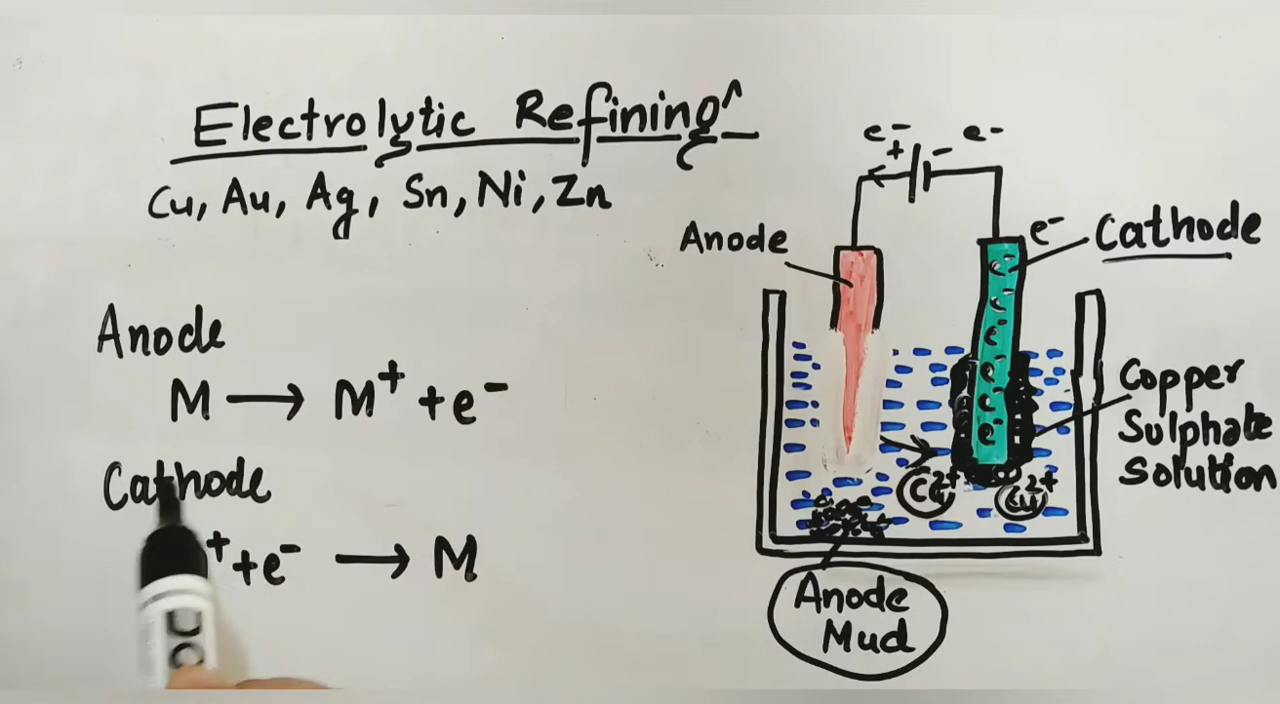 Electrolytic Refining
Cu, Au, Ag, Sn, Ni, Zn
Anode
M → M⁺ + e⁻
Cathode
⁺ + e⁻ → M
e⁻ e⁻
+ −
Anode
e⁻
Cathode
e⁻
e⁻
e⁻
e⁻
e⁻
e⁻
Copper
Sulphate
Solution
Cu²⁺ Cu²⁺
Anode
Mud